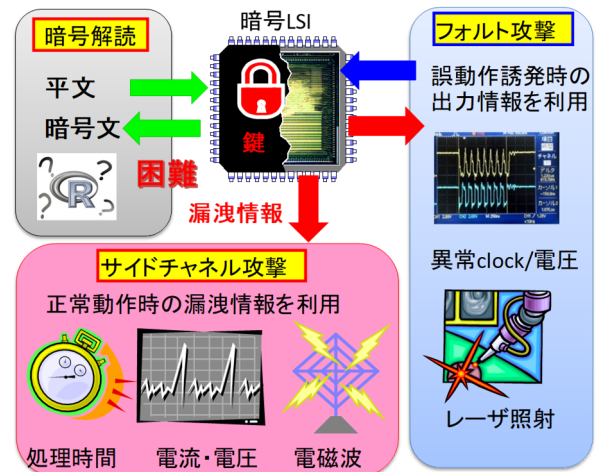 暗号LSI
暗号解読
平文
暗号文
R
困難
鍵
漏洩情報
フォルト攻撃
誤動作誘発時の
出力情報を利用
異常clock/電圧
レーザ照射
サイドチャネル攻撃
正常動作時の漏洩情報を利用
処理時間
電流・電圧
電磁波